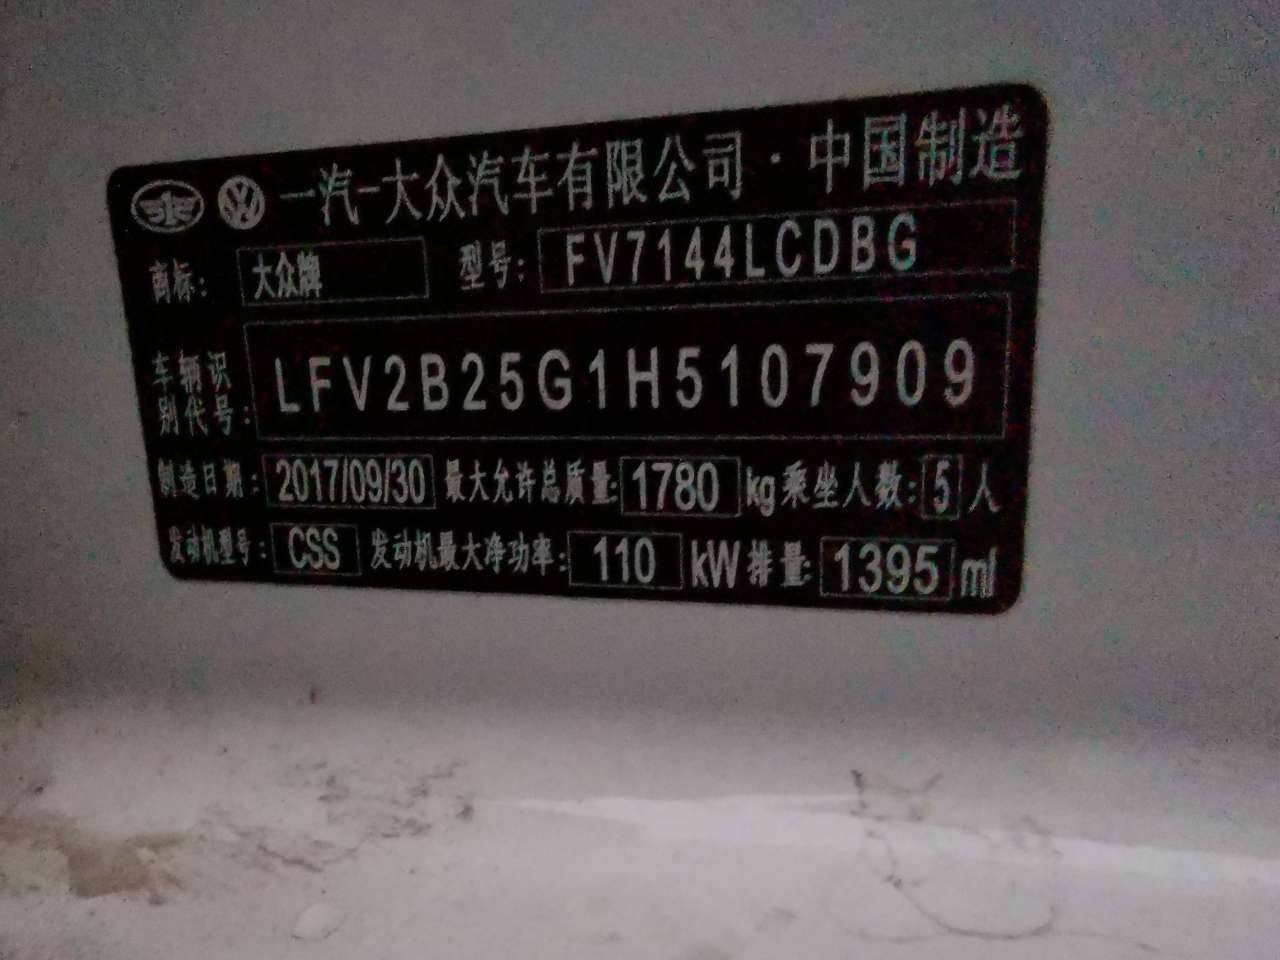 一汽-大众汽车有限公司·中国制造
商标: 大众牌 型号: FV7144LCDBG
车辆识别代号: LFV2B25G1H5107909
制造日期: 2017/09/30 最大允许总质量: 1780 kg 乘坐人数: 5 人
发动机型号: CSS 发动机最大净功率: 110 kW 排量: 1395 ml